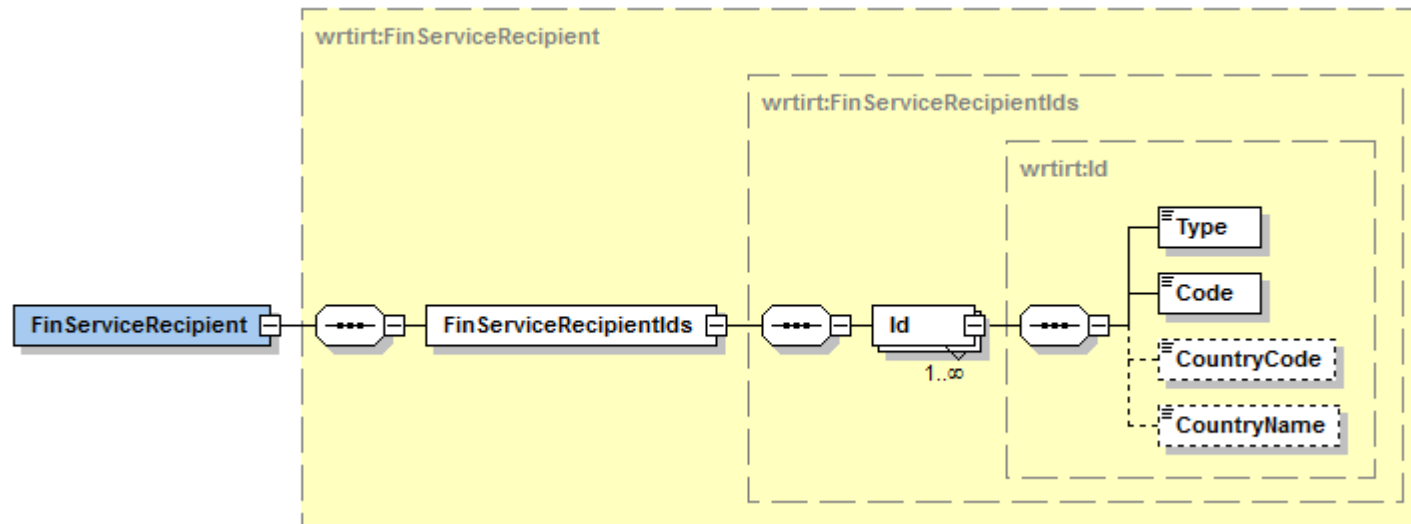 wrtirt:FinServiceRecipient
wrtirt:FinServiceRecipientIds
wrtirt:Id
Type
Code
FinServiceRecipient
FinServiceRecipientIds
Id
1..∞
CountryCode
CountryName